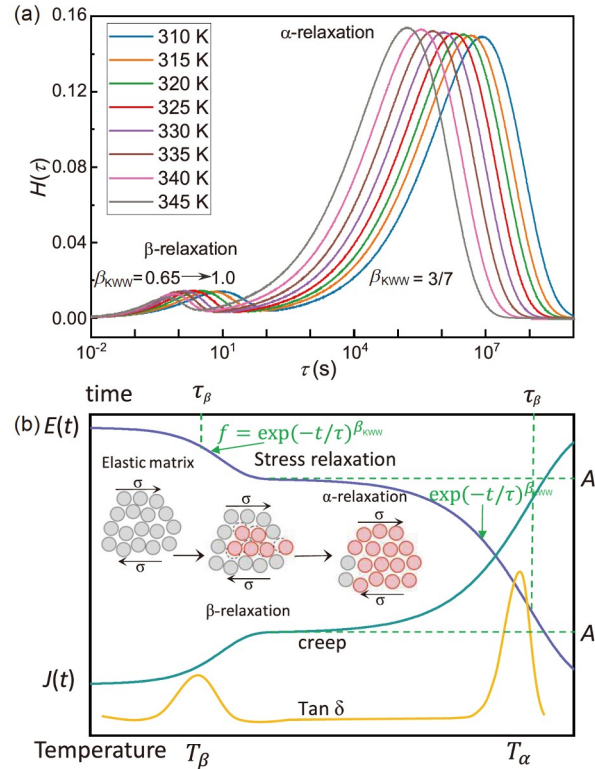 (a)
0.16
0.12
0.08
0.04
0.00
H(τ)
310 K
315 K
320 K
325 K
330 K
335 K
340 K
345 K
α-relaxation
β-relaxation
βKWW=0.65→1.0
βKWW = 3/7
10⁻² 10¹ 10⁴ 10⁷
τ(s)
time τβ τβ
(b) E(t)
f = exp(−t/τ)^βKWW
Elastic matrix
Stress relaxation
A
σ
α-relaxation
exp(−t/τ)^βKWW
σ
σ
σ
σ
σ
β-relaxation
creep
A
J(t)
Tan δ
Temperature Tβ Tα